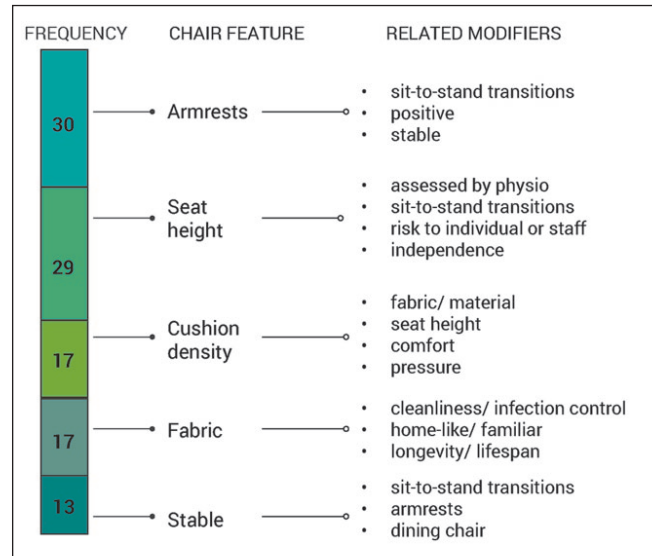 FREQUENCY CHAIR FEATURE RELATED MODIFIERS
30
Armrests
• sit-to-stand transitions
• positive
• stable
29
Seat
height
• assessed by physio
• sit-to-stand transitions
• risk to individual or staff
• independence
17
Cushion
density
• fabric/ material
• seat height
• comfort
• pressure
17
Fabric
• cleanliness/ infection control
• home-like/ familiar
• longevity/ lifespan
13
Stable
• sit-to-stand transitions
• armrests
• dining chair